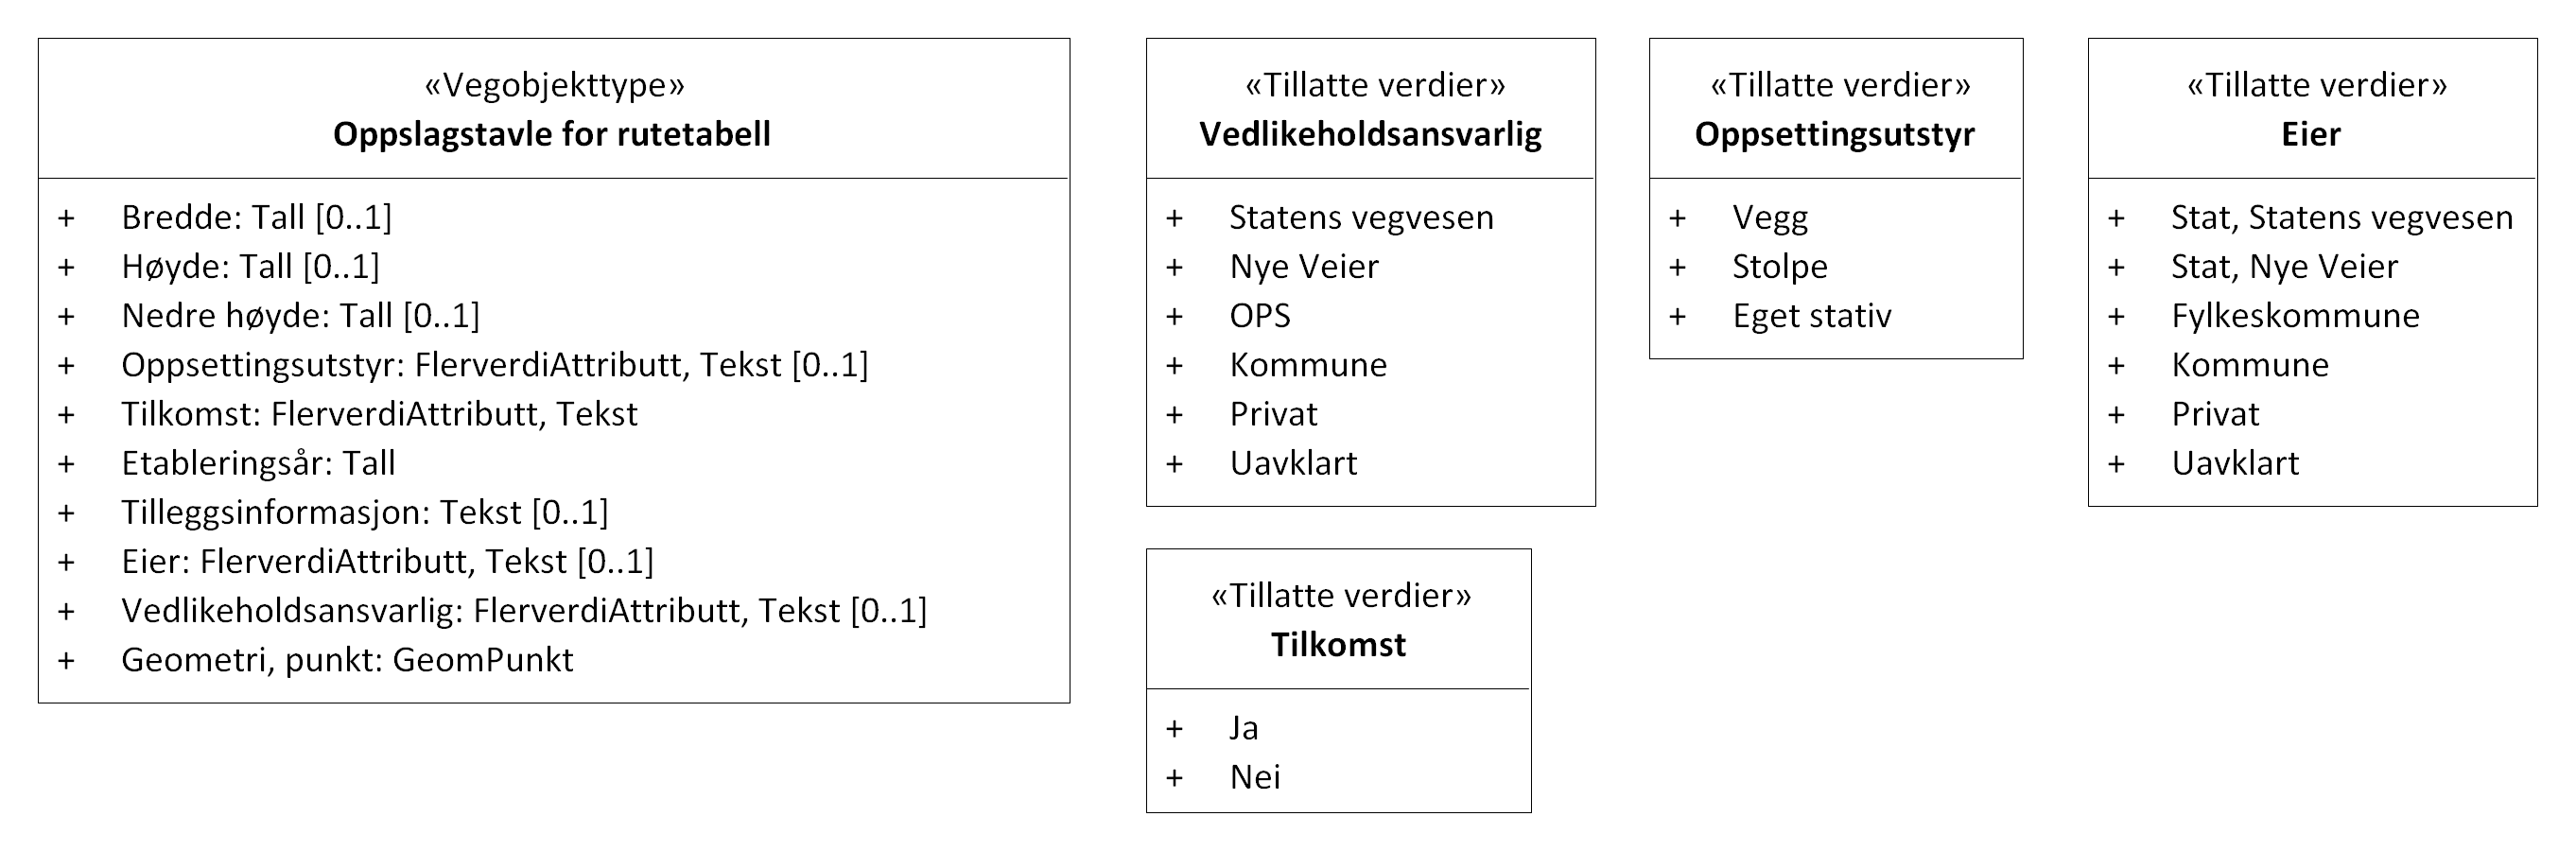 «Vegobjekttype»
Oppslagstavle for rutetabell
+ Bredde: Tall [0..1]
+ Høyde: Tall [0..1]
+ Nedre høyde: Tall [0..1]
+ Oppsettingsutstyr: FlerverdiAttributt, Tekst [0..1]
+ Tilkomst: FlerverdiAttributt, Tekst
+ Etableringsår: Tall
+ Tilleggsinformasjon: Tekst [0..1]
+ Eier: FlerverdiAttributt, Tekst [0..1]
+ Vedlikeholdsansvarlig: FlerverdiAttributt, Tekst [0..1]
+ Geometri, punkt: GeomPunkt
«Tillatte verdier»
Vedlikeholdsansvarlig
+ Statens vegvesen
+ Nye Veier
+ OPS
+ Kommune
+ Privat
+ Uavklart
«Tillatte verdier»
Oppsettingsutstyr
+ Vegg
+ Stolpe
+ Eget stativ
«Tillatte verdier»
Eier
+ Stat, Statens vegvesen
+ Stat, Nye Veier
+ Fylkeskommune
+ Kommune
+ Privat
+ Uavklart
«Tillatte verdier»
Tilkomst
+ Ja
+ Nei